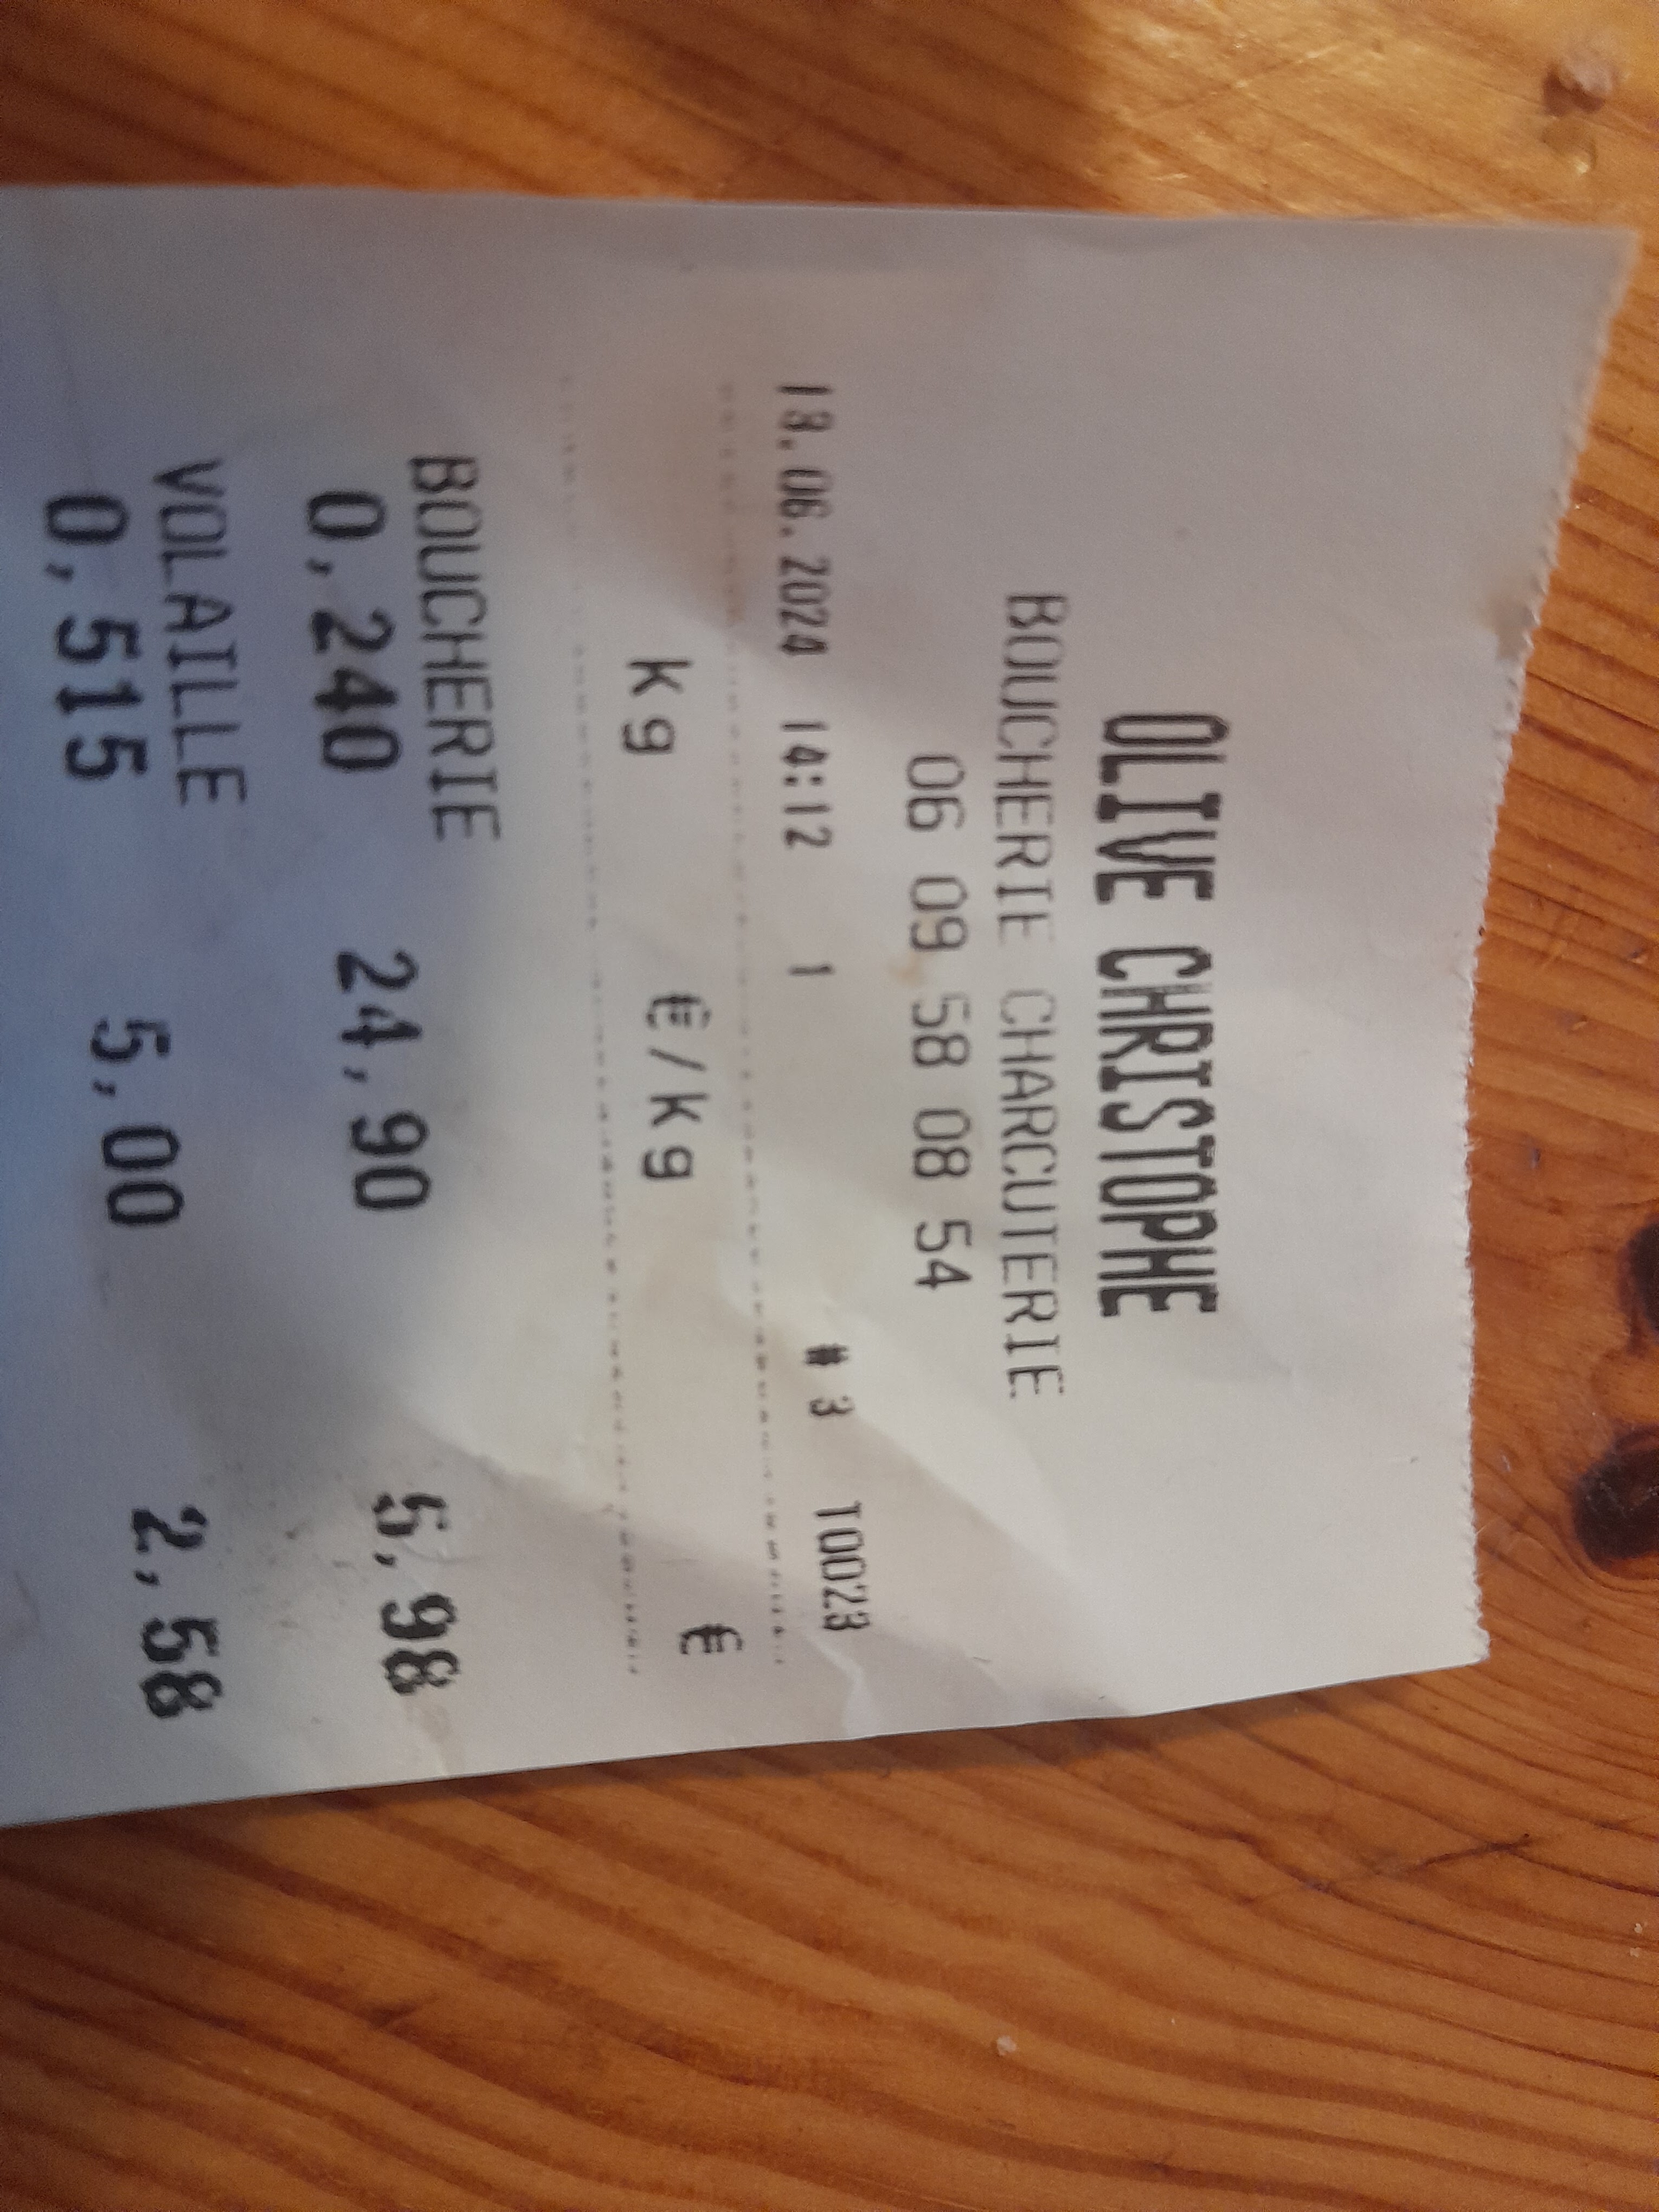 OLIVE CHRISTOPHE
BOUCHERIE CHARCUTERIE
06 09 58 08 54
13.06.2024 14:12 1 # 3 T0023
kg €/kg €
BOUCHERIE
0,240 24,90 5,98
VOLAILLE
0,515 5,00 2,58